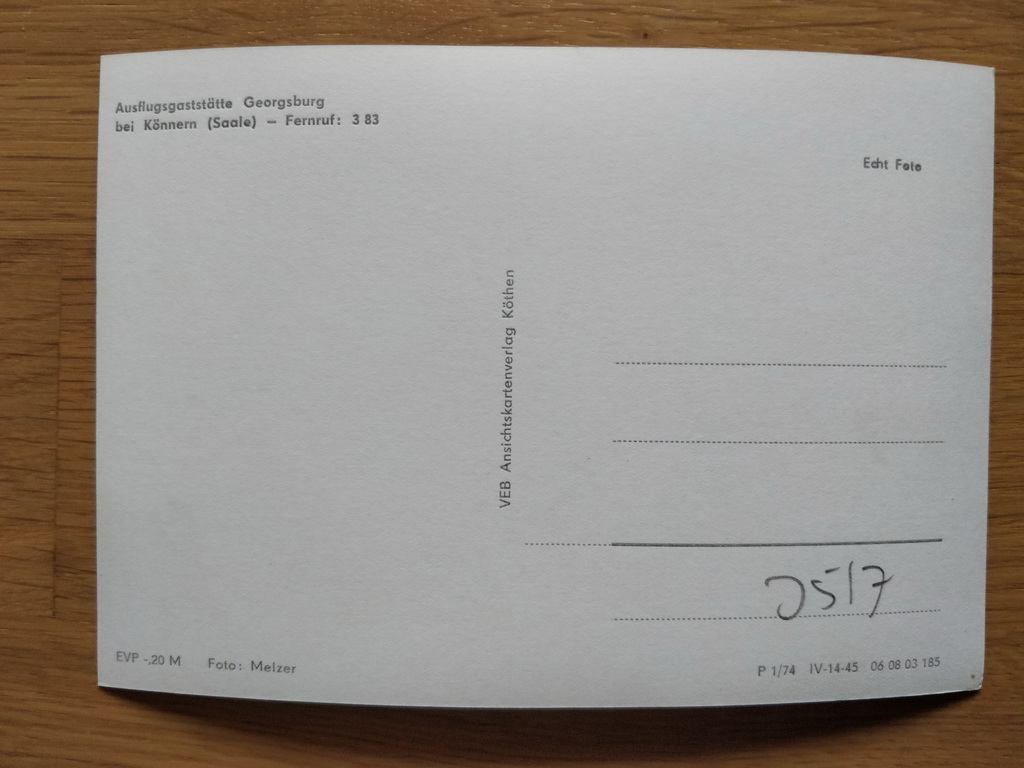 Ausflugsgaststätte Georgsburg
bei Könnern (Saale) – Fernruf: 3 83
Echt Foto
VEB Ansichtskartenverlag Köthen
EVP -,20 M Foto: Melzer
P 1/74 IV-14-45 06 08 03 185